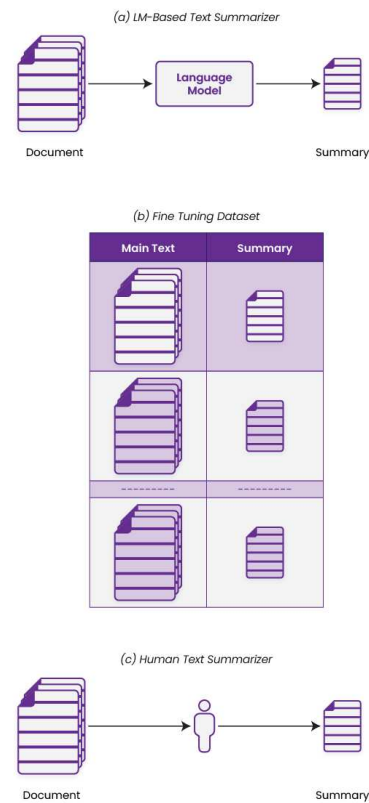 (a) LM-Based Text Summarizer
Language
Model
Document
Summary
(b) Fine Tuning Dataset
Main Text
Summary
(c) Human Text Summarizer
Document
Summary